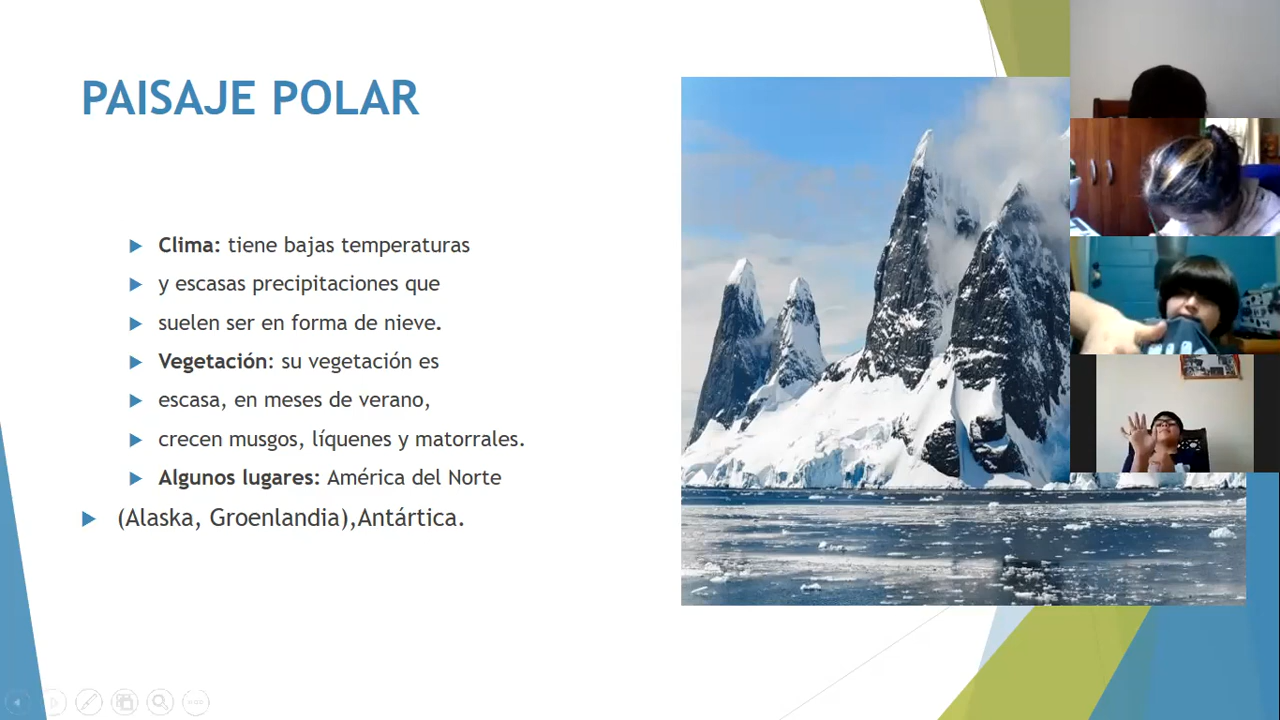 PAISAJE POLAR
Clima: tiene bajas temperaturas
y escasas precipitaciones que
suelen ser en forma de nieve.
Vegetación: su vegetación es
escasa, en meses de verano,
crecen musgos, líquenes y matorrales.
Algunos lugares: América del Norte
(Alaska, Groenlandia),Antártica.